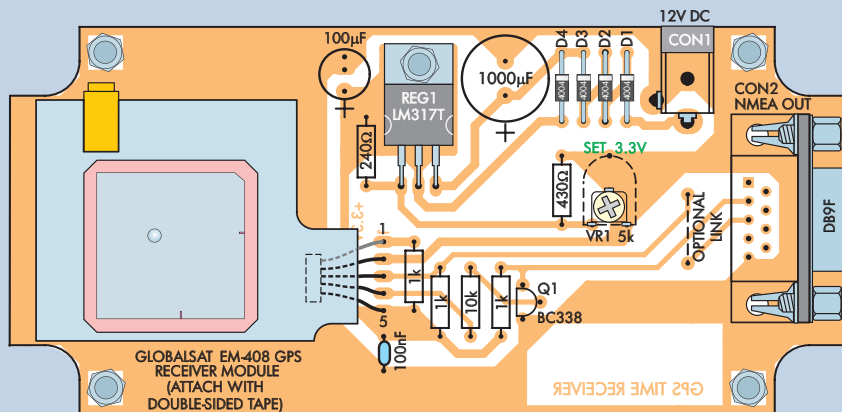 12V DC
CON1
100µF
D4
D3
D2
D1
1000µF
+
+
REG1
LM317T
4004
4004
4004
4004
CON2
NMEA OUT
240Ω
SET 3.3V
430Ω
VR1 5k
OPTIONAL
LINK
DB9F
+3.3V
1
5
1k
1k
10k
1k
Q1
BC338
100nF
GLOBALSAT EM-408 GPS
RECEIVER MODULE
(ATTACH WITH
DOUBLE-SIDED TAPE)
GPS TIME RECEIVER